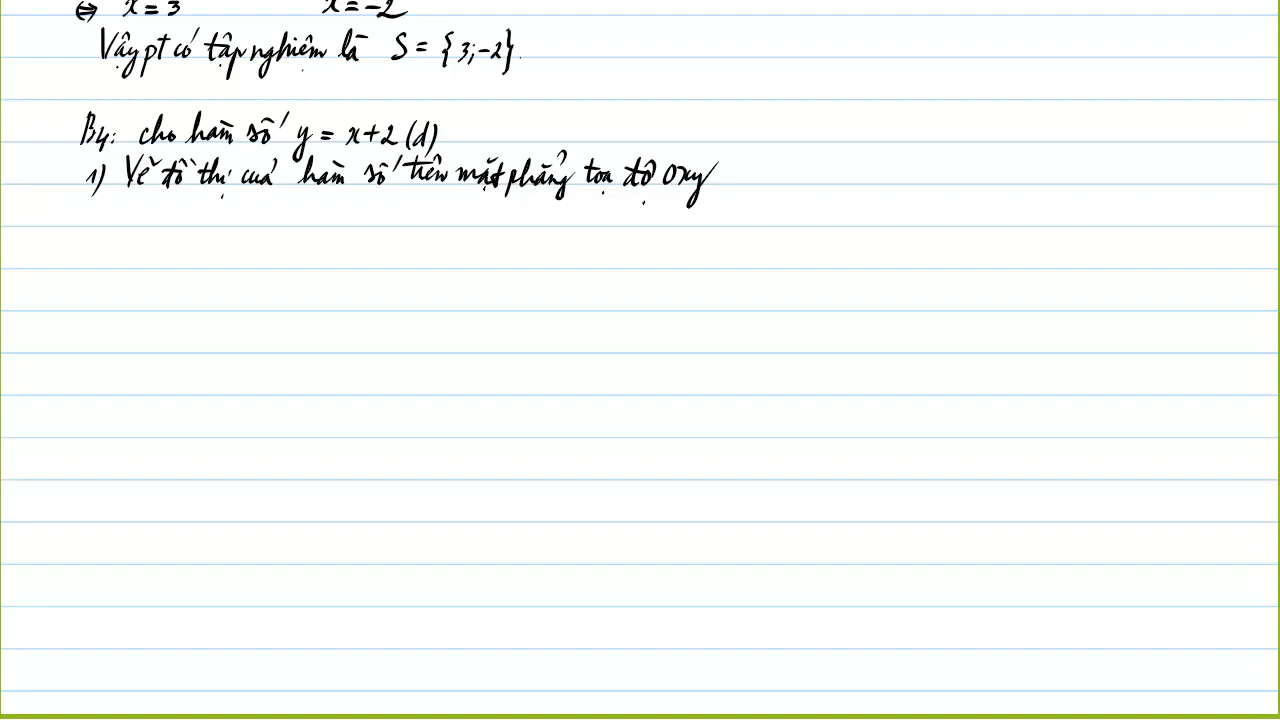 ⇔ x = 3 x = -2
Vậy pt có tập nghiệm là S = {3;-2}.
B4: cho hàm số y = x+2 (d)
1) Vẽ đồ thị của hàm số trên mặt phẳng tọa độ Oxy